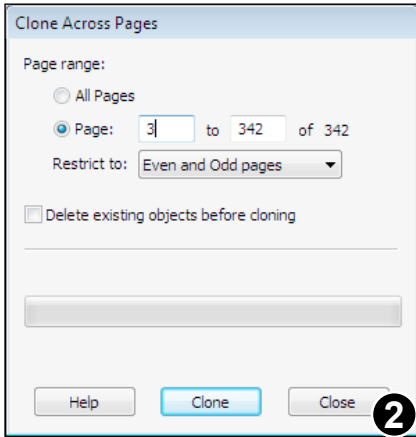 Clone Across Pages
Page range:
All Pages
Page: 3 to 342 of 342
Restrict to: Even and Odd pages
Delete existing objects before cloning
Help Clone Close
2